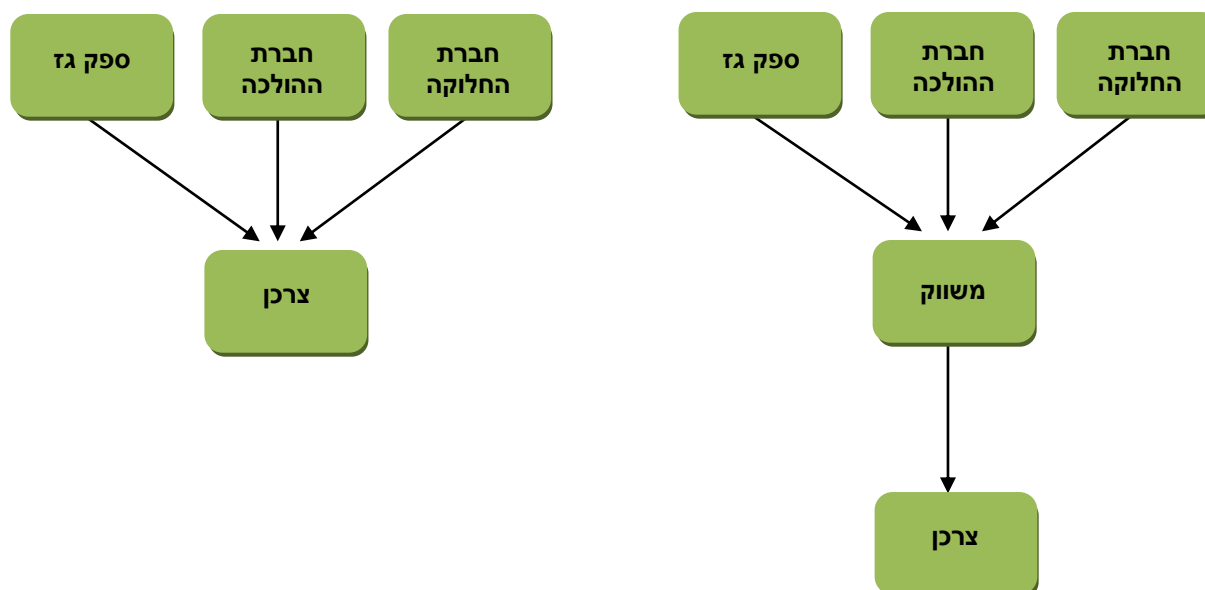 חברת
החלוקה
חברת
ההולכה
ספק גז
משווק
צרכן
חברת
החלוקה
חברת
ההולכה
ספק גז
צרכן